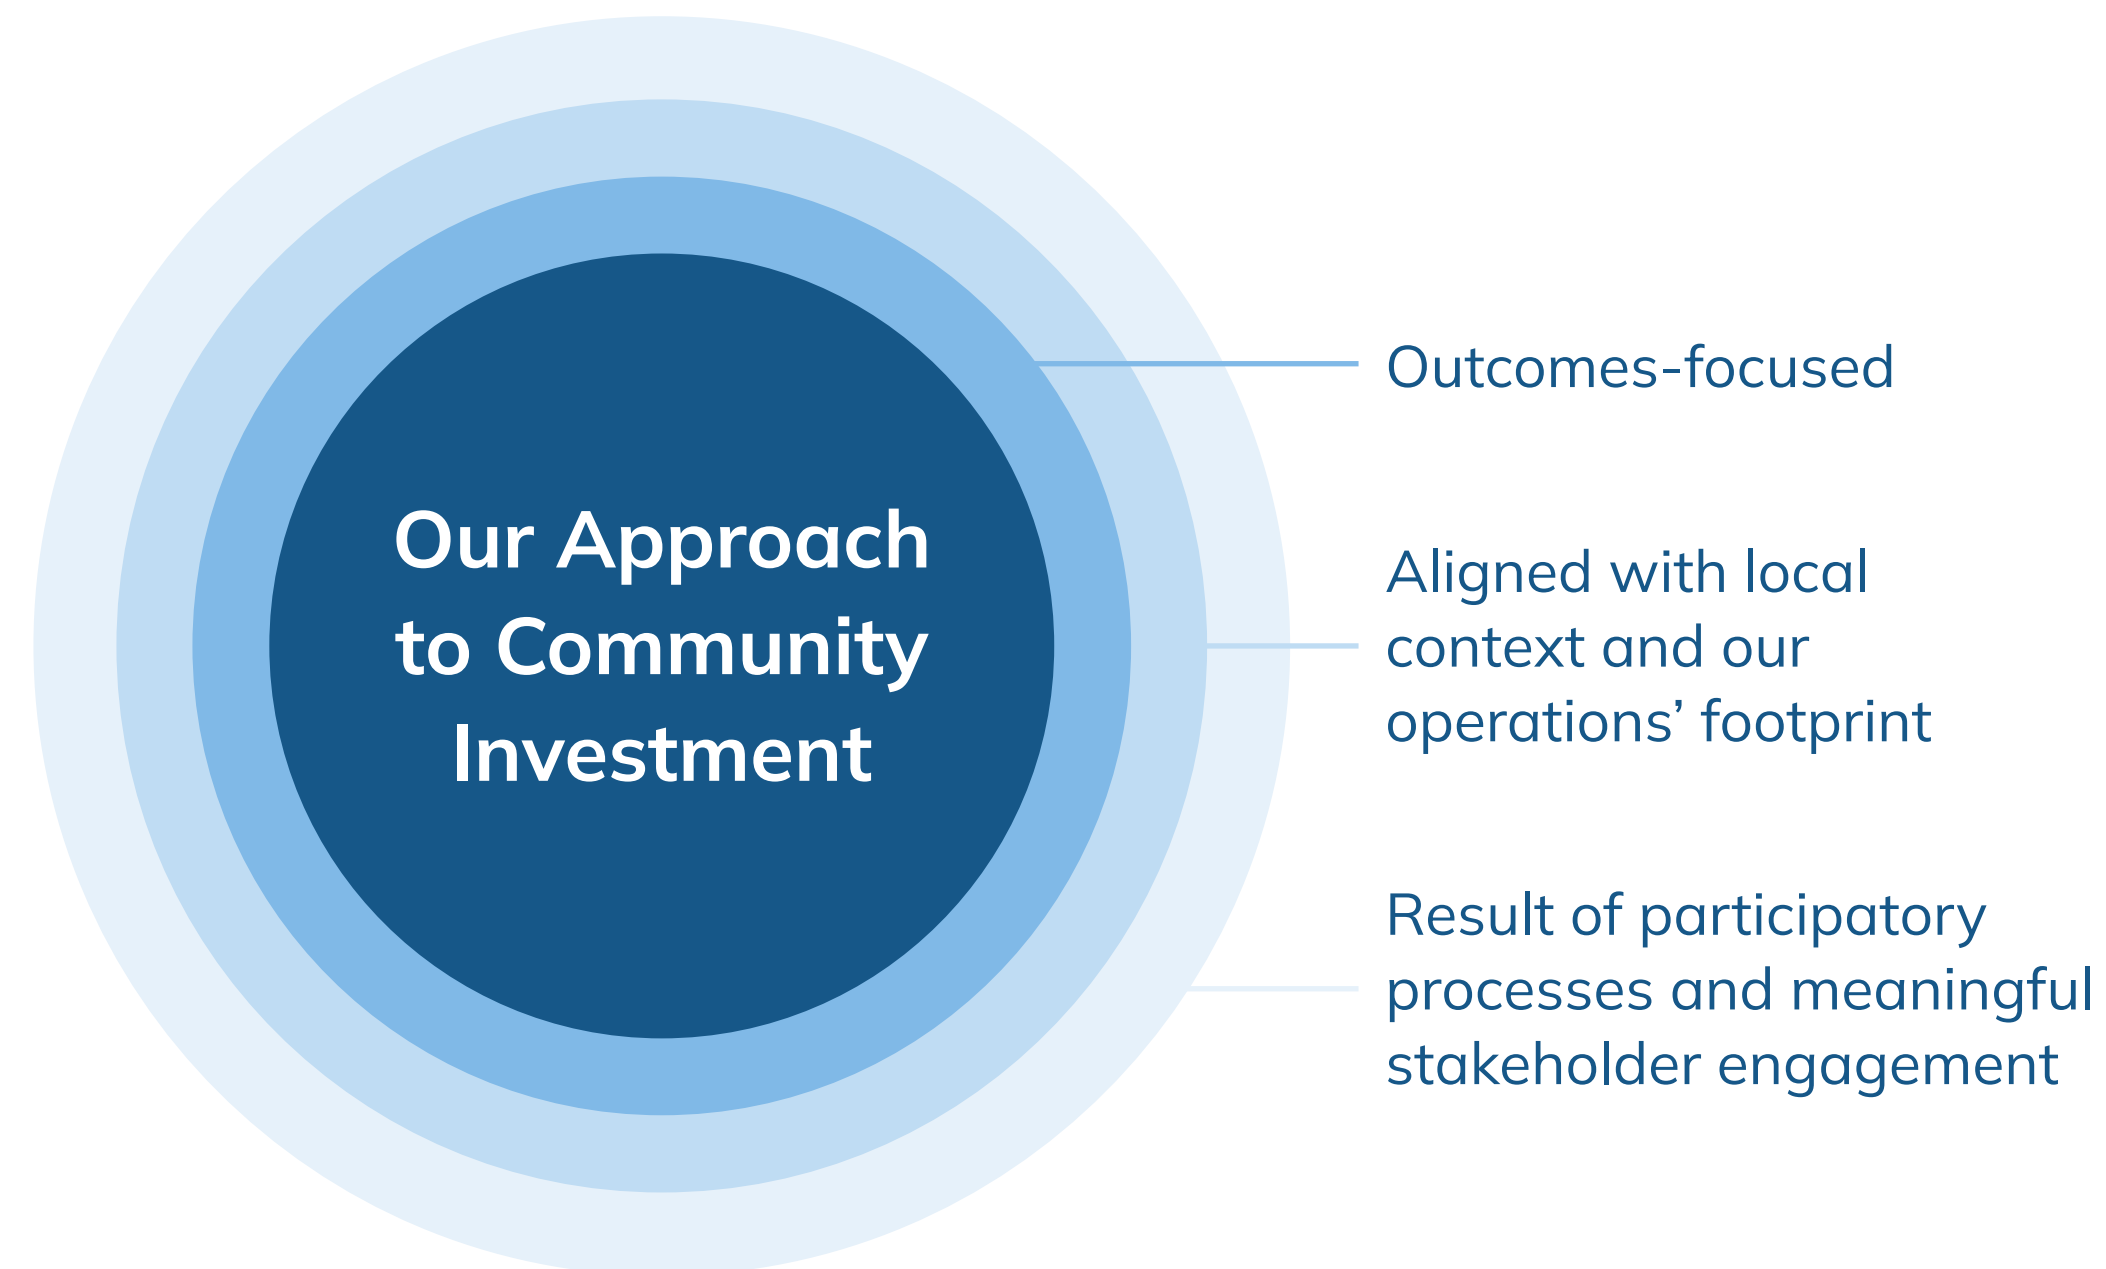 Our Approach
to Community
Investment
Outcomes-focused
Aligned with local
context and our
operations’ footprint
Result of participatory
processes and meaningful
stakeholder engagement